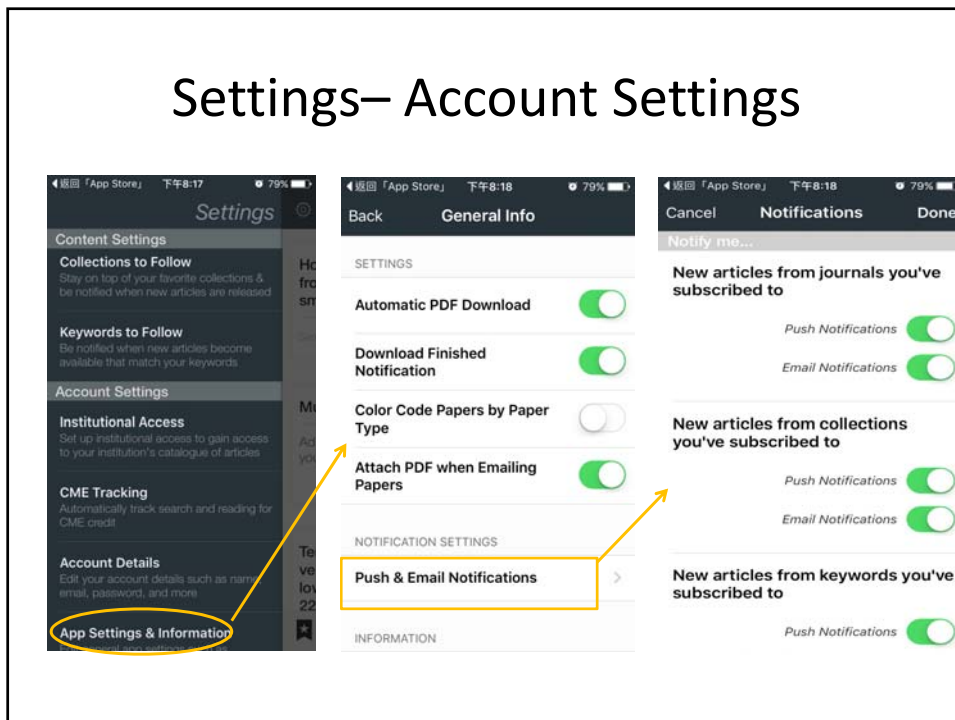 Settings– Account Settings
返回「App Store」 下午8:17 79%
Settings
Content Settings
Collections to Follow
Stay on top of your favorite collections &
be notified when new articles are released
Keywords to Follow
Be notified when new articles become
available that match your keywords
Account Settings
Institutional Access
Set up institutional access to gain access
to your institution's catalogue of articles
CME Tracking
Automatically track search and reading for
CME credit
Account Details
Edit your account details such as name,
email, password, and more
App Settings & Information
返回「App Store」 下午8:18 79%
Back General Info
SETTINGS
Automatic PDF Download
Download Finished
Notification
Color Code Papers by Paper
Type
Attach PDF when Emailing
Papers
NOTIFICATION SETTINGS
Push & Email Notifications
INFORMATION
返回「App Store」 下午8:18 79%
Cancel Notifications Done
Notify me...
New articles from journals you've
subscribed to
Push Notifications
Email Notifications
New articles from collections
you've subscribed to
Push Notifications
Email Notifications
New articles from keywords you've
subscribed to
Push Notifications